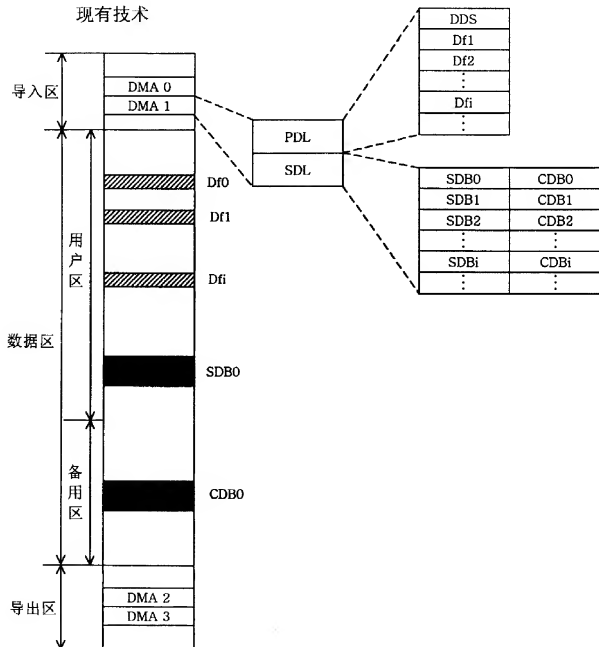 现有技术
导入区
DMA 0
DMA 1
数据区
用户区
Df0
Df1
Dfi
SDB0
备用区
CDB0
导出区
DMA 2
DMA 3
PDL
SDL
DDS
Df1
Df2
⋮
Dfi
⋮
SDB0 CDB0
SDB1 CDB1
SDB2 CDB2
⋮ ⋮
SDBi CDBi
⋮ ⋮